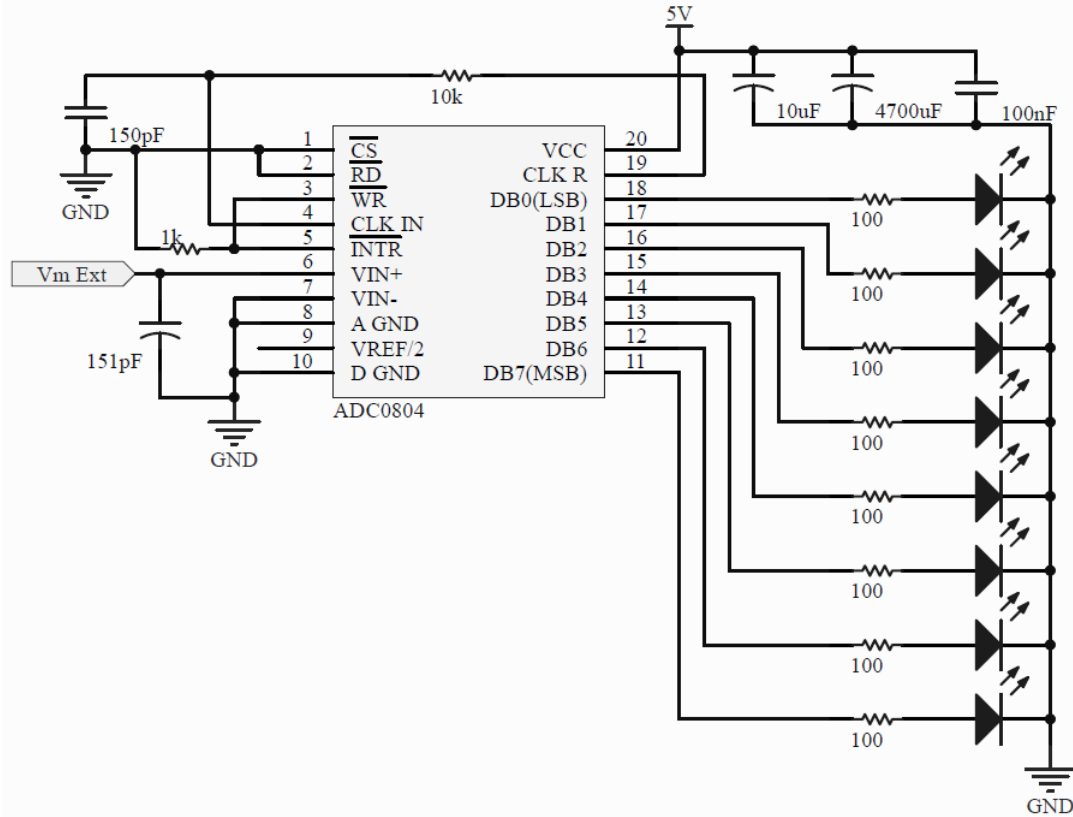 5V
10k
10uF
4700uF
100nF
150pF
GND
1k
Vm Ext
151pF
GND
1 CS VCC 20
2 RD CLK R 19
3 WR DB0(LSB) 18
4 CLK IN DB1 17
5 INTR DB2 16
6 VIN+ DB3 15
7 VIN- DB4 14
8 A GND DB5 13
9 VREF/2 DB6 12
10 D GND DB7(MSB) 11
ADC0804
100
100
100
100
100
100
100
100
GND